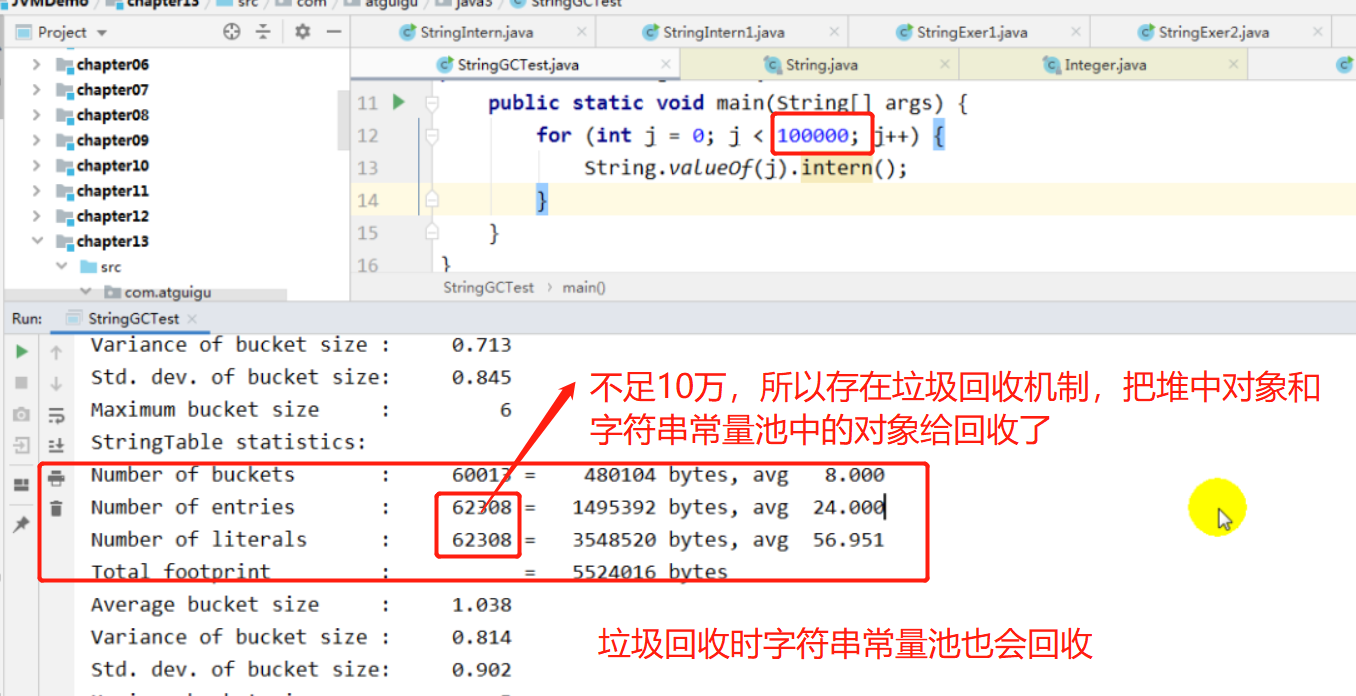 JVMDemo chapter13 src com atguigu java3 StringGCTest
Project
StringIntern.java StringIntern1.java StringExer1.java StringExer2.java
StringGCTest.java String.java Integer.java
chapter06
chapter07
chapter08
chapter09
chapter10
chapter11
chapter12
chapter13
src
com.atguigu
11 public static void main(String[] args) {
12 for (int j = 0; j < 100000; j++) {
13 String.valueOf(j).intern();
14 }
15 }
16 }
StringGCTest › main()
Run: StringGCTest
Variance of bucket size : 0.713
Std. dev. of bucket size: 0.845
Maximum bucket size : 6
StringTable statistics:
Number of buckets : 60013 = 480104 bytes, avg 8.000
Number of entries : 62308 = 1495392 bytes, avg 24.000
Number of literals : 62308 = 3548520 bytes, avg 56.951
Total footprint : = 5524016 bytes
Average bucket size : 1.038
Variance of bucket size : 0.814
Std. dev. of bucket size: 0.902
不足10万，所以存在垃圾回收机制，把堆中对象和
字符串常量池中的对象给回收了
垃圾回收时字符串常量池也会回收